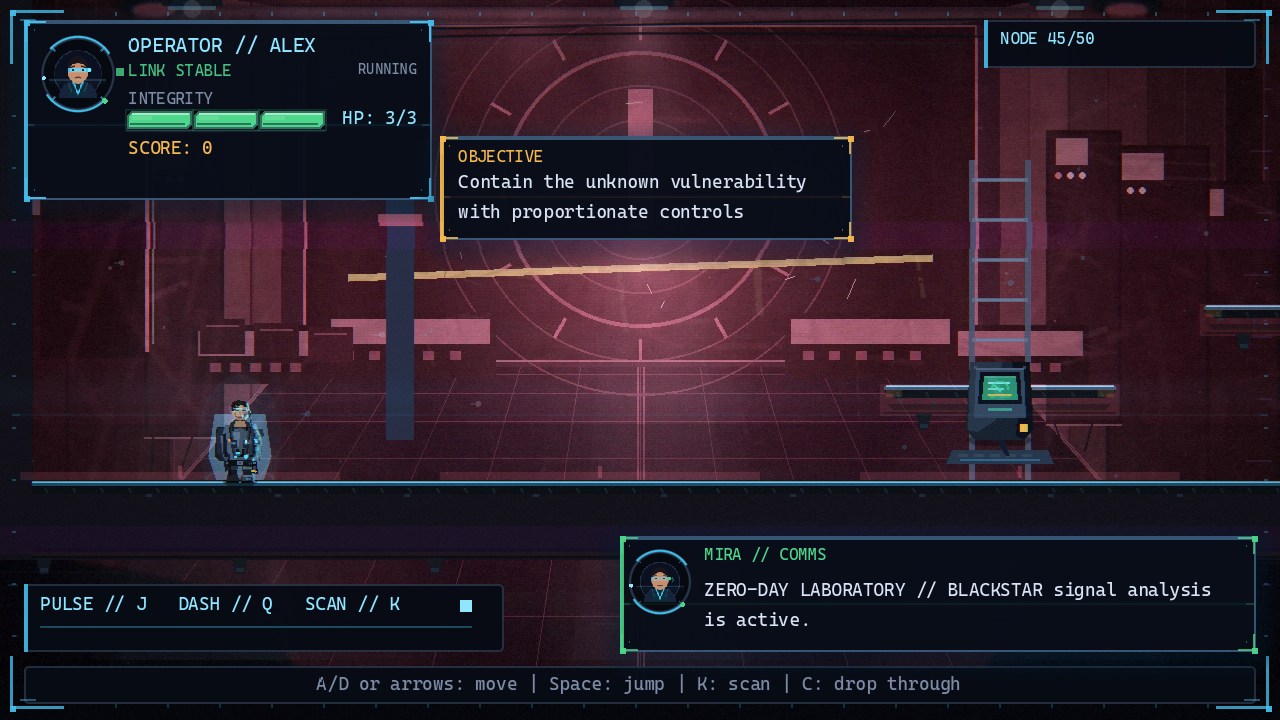 OPERATOR // ALEX
LINK STABLE
RUNNING
INTEGRITY
HP: 3/3
SCORE: 0
NODE 45/50
OBJECTIVE
Contain the unknown vulnerability
with proportionate controls
MIRA // COMMS
ZERO-DAY LABORATORY // BLACKSTAR signal analysis
is active.
PULSE // J DASH // Q SCAN // K
A/D or arrows: move | Space: jump | K: scan | C: drop through